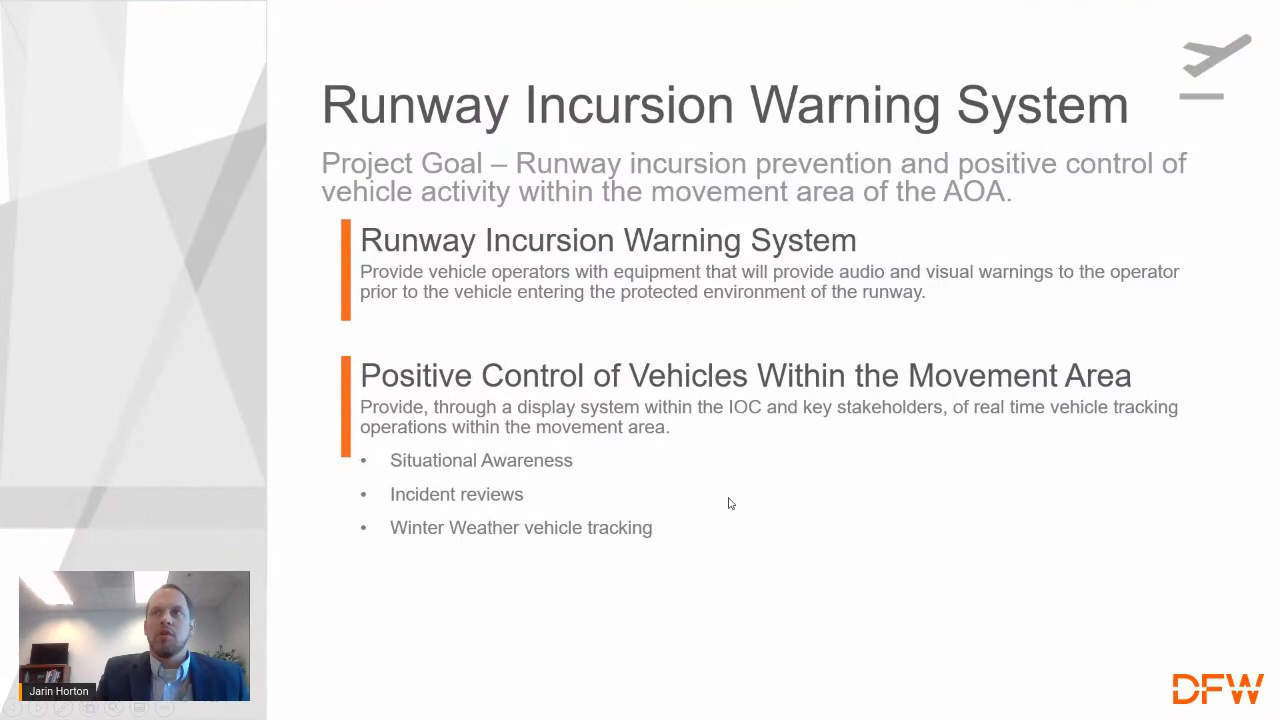 Runway Incursion Warning System
Project Goal – Runway incursion prevention and positive control of
vehicle activity within the movement area of the AOA.
Runway Incursion Warning System
Provide vehicle operators with equipment that will provide audio and visual warnings to the operator
prior to the vehicle entering the protected environment of the runway.
Positive Control of Vehicles Within the Movement Area
Provide, through a display system within the IOC and key stakeholders, of real time vehicle tracking
operations within the movement area.
• Situational Awareness
• Incident reviews
• Winter Weather vehicle tracking
Jarin Horton
DFW